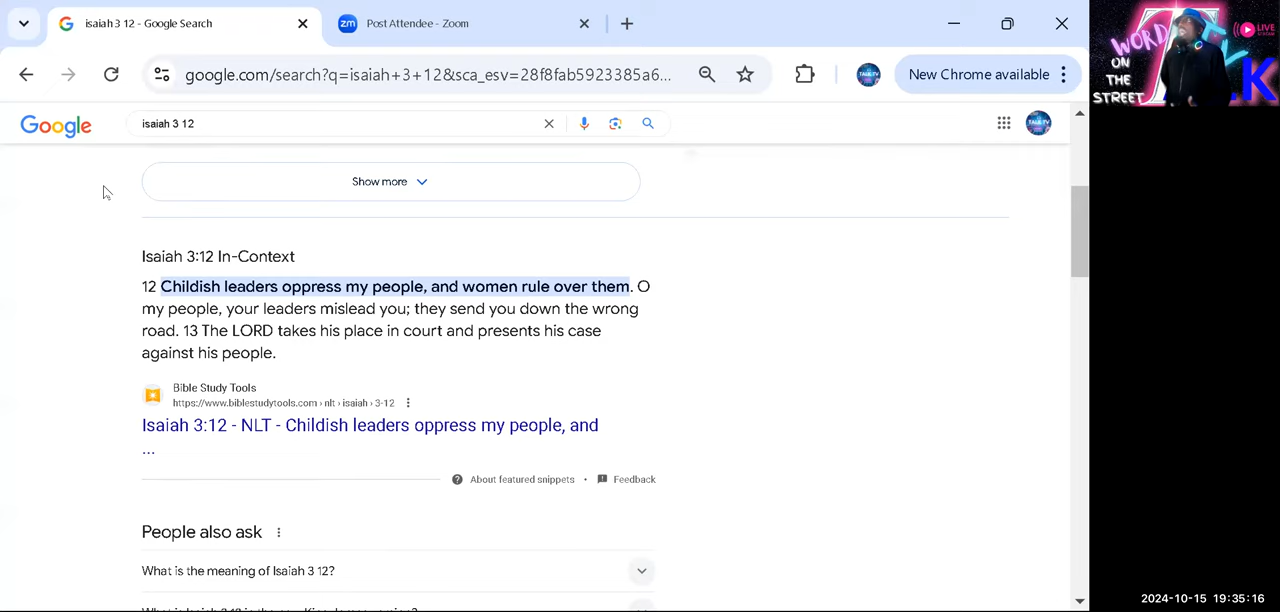 isaiah 3 12 - Google Search
zm
Post Attendee - Zoom
google.com/search?q=isaiah+3+12&sca_esv=28f8fab5923385a6...
New Chrome available
Google
isaiah 3 12
Show more
Isaiah 3:12 In-Context
12 Childish leaders oppress my people, and women rule over them. O
my people, your leaders mislead you; they send you down the wrong
road. 13 The LORD takes his place in court and presents his case
against his people.
Bible Study Tools
https://www.biblestudytools.com › nlt › isaiah › 3-12
Isaiah 3:12 - NLT - Childish leaders oppress my people, and
...
About featured snippets
Feedback
People also ask
What is the meaning of Isaiah 3 12?
WORD
ON
THE
STREET
LIVE
K
2024-10-15 19:35:16